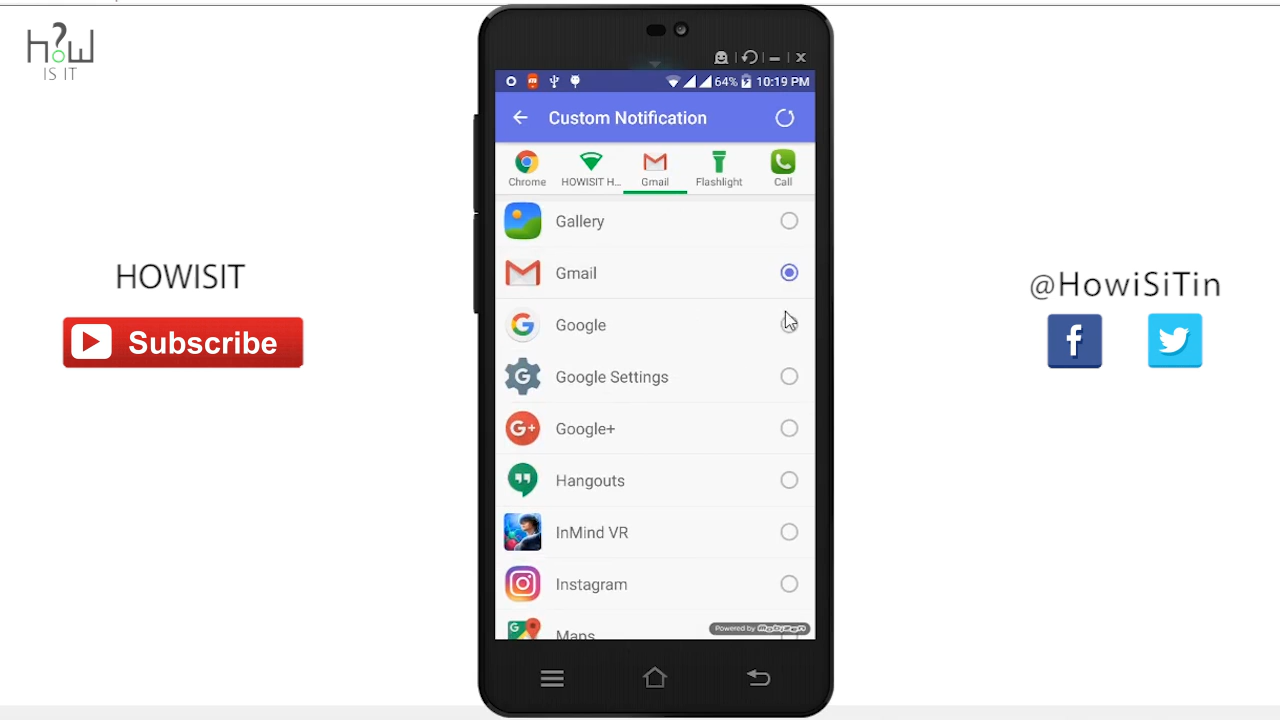 h?w
IS IT
64% 10:19 PM
Custom Notification
Chrome HOWISIT H... Gmail Flashlight Call
Gallery
Gmail
Google
Google Settings
Google+
Hangouts
InMind VR
Instagram
Maps
Powered by mobizen
HOWISIT
Subscribe
@HowiSiTin